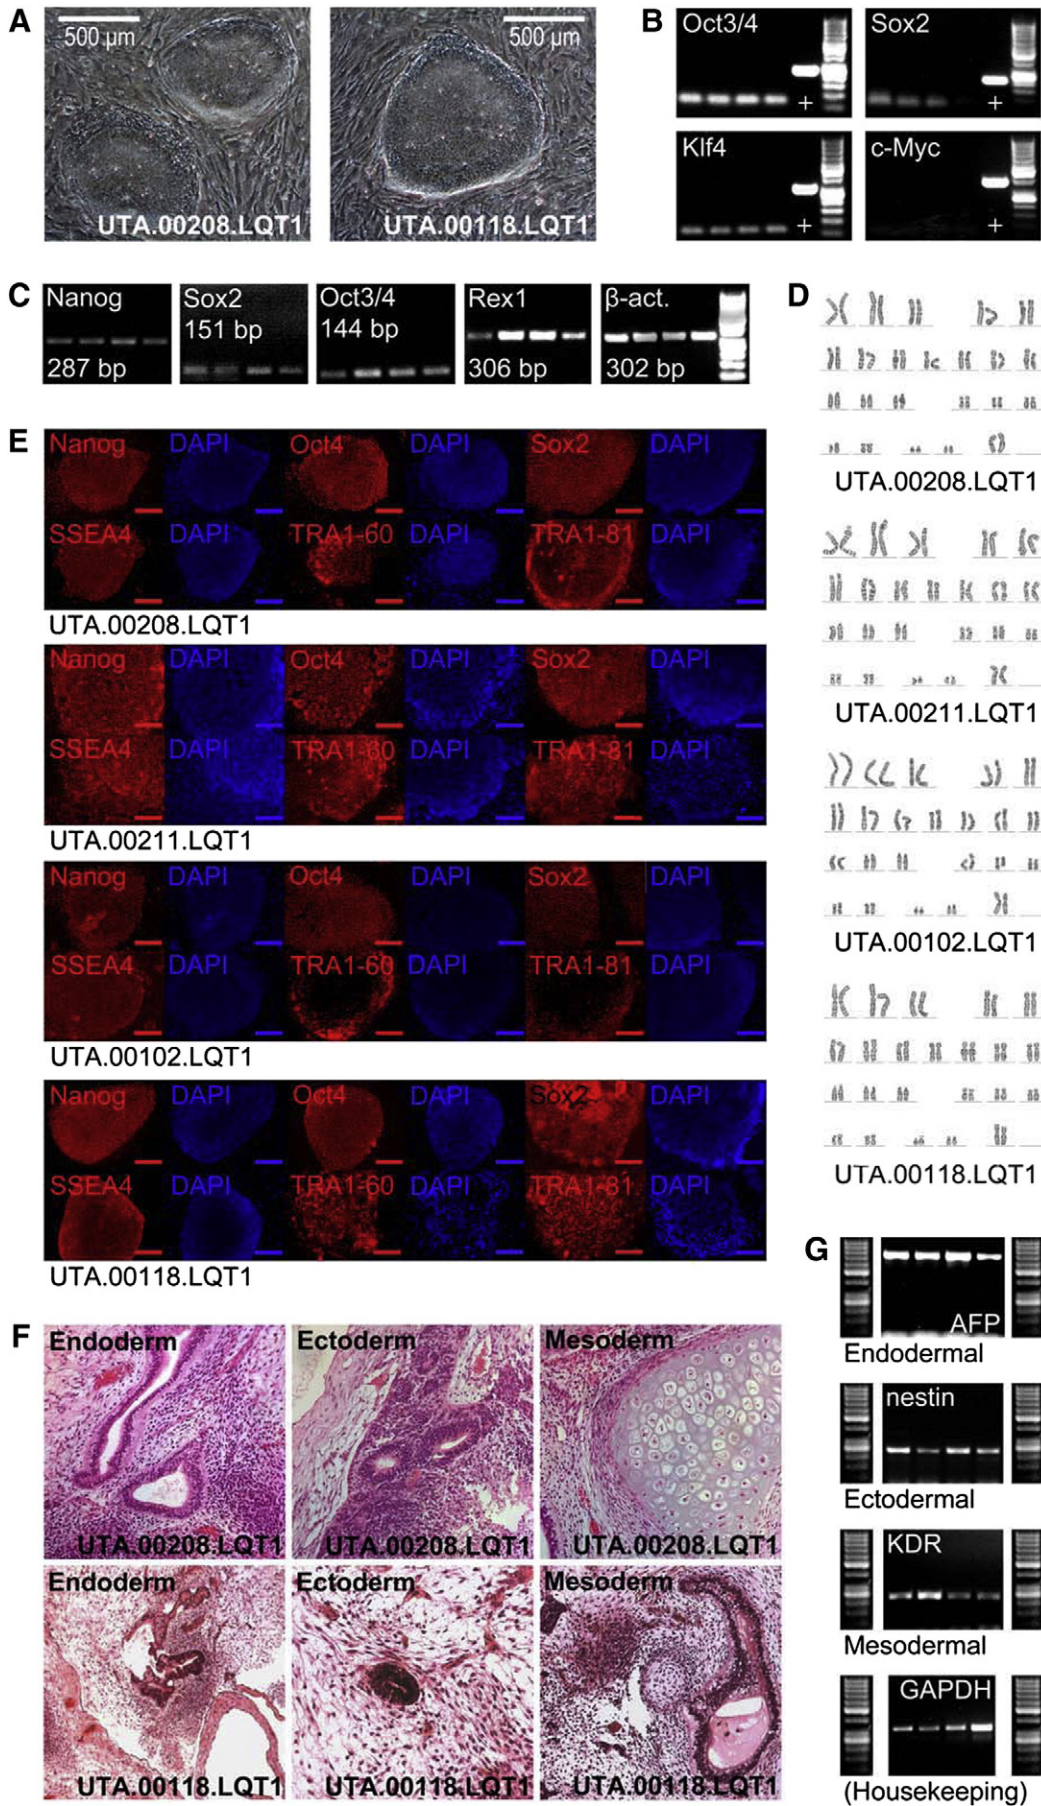 A
500 µm
UTA.00208.LQT1
500 µm
UTA.00118.LQT1
B
Oct3/4
+
Sox2
+
Klf4
+
c-Myc
+
C
Nanog
287 bp
Sox2
151 bp
Oct3/4
144 bp
Rex1
306 bp
β-act.
302 bp
D
UTA.00208.LQT1
UTA.00211.LQT1
UTA.00102.LQT1
UTA.00118.LQT1
E
Nanog DAPI Oct4 DAPI Sox2 DAPI
SSEA4 DAPI TRA1-60 DAPI TRA1-81 DAPI
UTA.00208.LQT1
Nanog DAPI Oct4 DAPI Sox2 DAPI
SSEA4 DAPI TRA1-60 DAPI TRA1-81 DAPI
UTA.00211.LQT1
Nanog DAPI Oct4 DAPI Sox2 DAPI
SSEA4 DAPI TRA1-60 DAPI TRA1-81 DAPI
UTA.00102.LQT1
Nanog DAPI Oct4 DAPI Sox2 DAPI
SSEA4 DAPI TRA1-60 DAPI TRA1-81 DAPI
UTA.00118.LQT1
F
Endoderm
UTA.00208.LQT1
Ectoderm
UTA.00208.LQT1
Mesoderm
UTA.00208.LQT1
Endoderm
UTA.00118.LQT1
Ectoderm
UTA.00118.LQT1
Mesoderm
UTA.00118.LQT1
G
AFP
Endodermal
nestin
Ectodermal
KDR
Mesodermal
GAPDH
(Housekeeping)